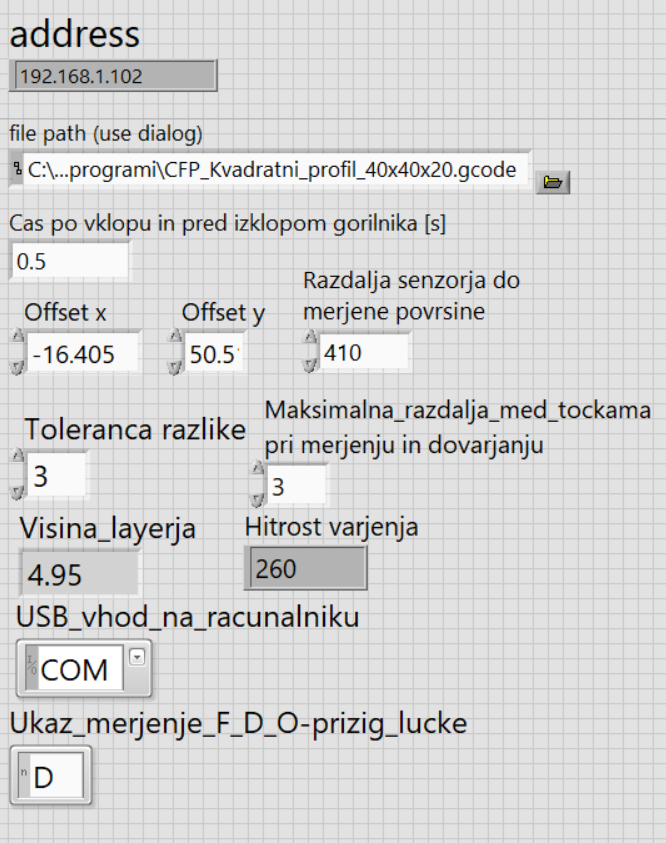 address
192.168.1.102
file path (use dialog)
C:\...programi\CFP_Kvadratni_profil_40x40x20.gcode
Cas po vklopu in pred izklopom gorilnika [s]
0.5
Offset x
-16.405
Offset y
50.5
Razdalja senzorja do
merjene povrsine
410
Toleranca razlike
3
Maksimalna_razdalja_med_tockama
pri merjenju in dovarjanju
3
Visina_layerja
4.95
Hitrost varjenja
260
USB_vhod_na_racunalniku
COM
Ukaz_merjenje_F_D_O-prizig_lucke
D